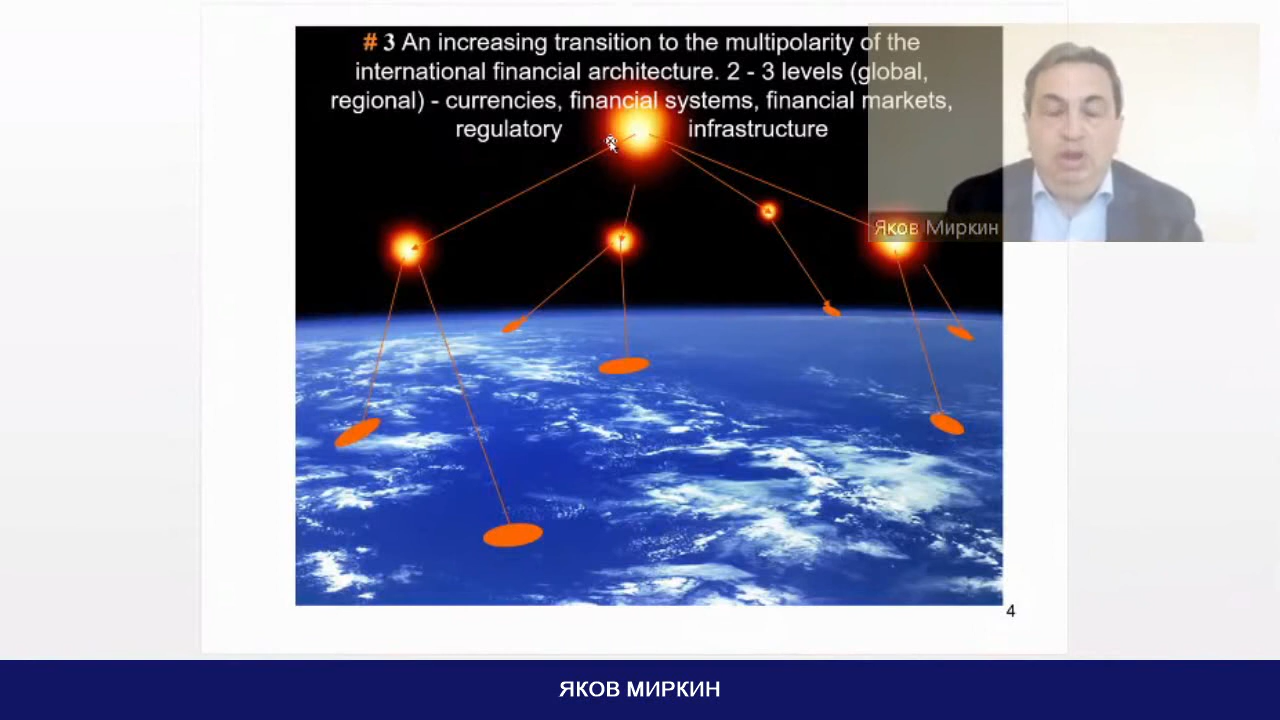 # 3 An increasing transition to the multipolarity of the
international financial architecture. 2 - 3 levels (global,
regional) - currencies, financial systems, financial markets,
regulatory infrastructure
Яков Миркин
4
ЯКОВ МИРКИН